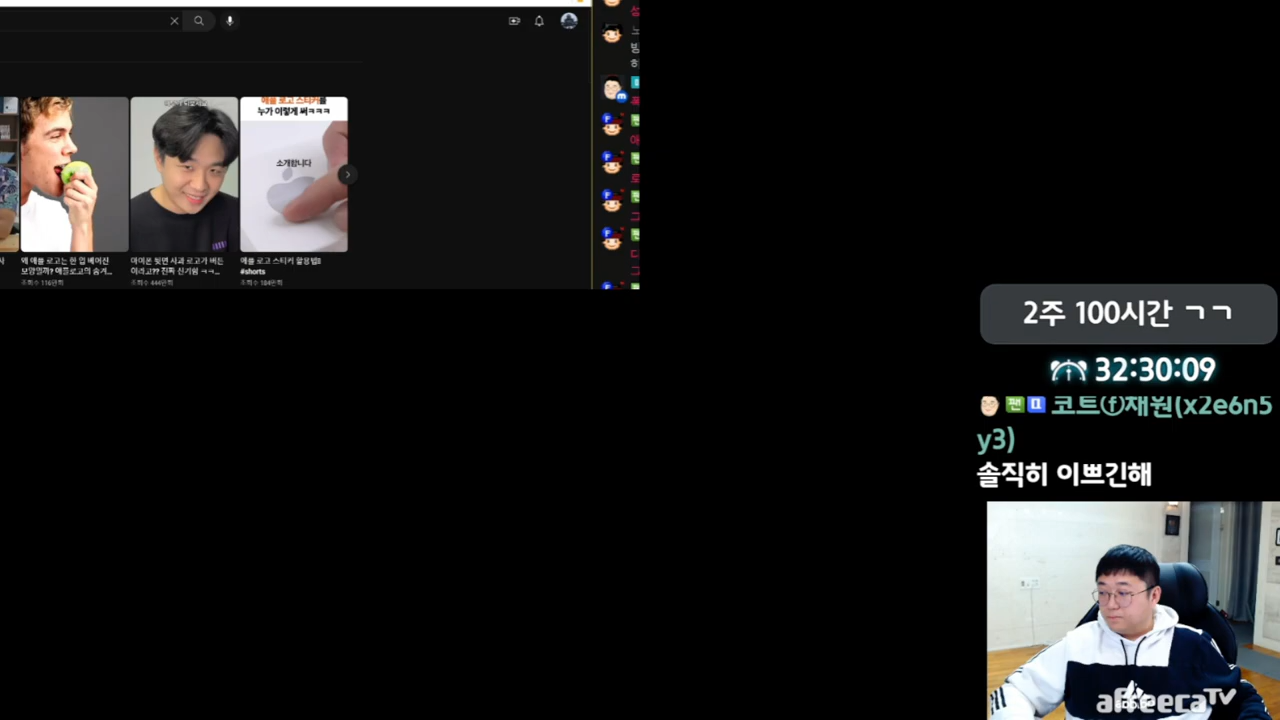 애플 로고 스티커를
누가 이렇게 써ㅋㅋㅋ
소개합니다
왜 애플 로고는 한 입 베어진
모양일까? 애플로고의 숨겨...
조회수 116만회
아이폰 뒷면 사과 로고가 버튼
이라고?? 진짜 신기함 ㅋㅋ...
조회수 444만회
애플 로고 스티커 활용법!!
#shorts
조회수 184만회
2주 100시간 ㄱㄱ
32:30:09
팬 코트ⓕ재원(x2e6n5
y3)
솔직히 이쁘긴해
afreecaTV